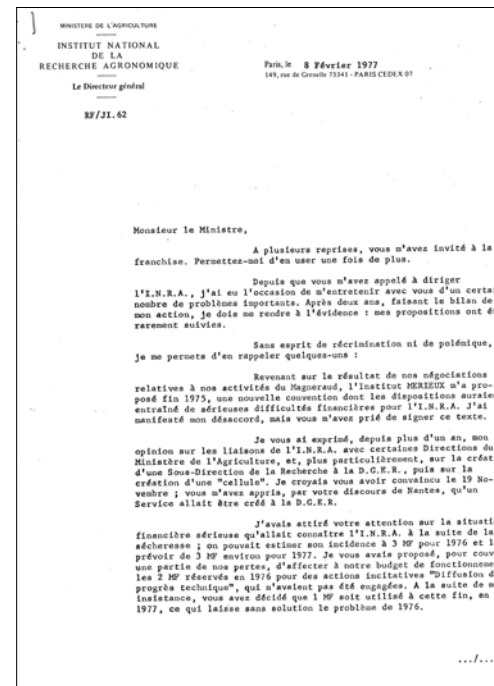 MINISTERE DE L'AGRICULTURE
INSTITUT NATIONAL
DE LA
RECHERCHE AGRONOMIQUE
Le Directeur général
RF/JI.62
Paris, le 8 Février 1977
149, rue de Grenelle 75341 - PARIS CEDEX 07
Monsieur le Ministre,
A plusieurs reprises, vous m'avez invité à la
franchise. Permettez-moi d'en user une fois de plus.
Depuis que vous m'avez appelé à diriger
l'I.N.R.A., j'ai eu l'occasion de m'entretenir avec vous d'un certa
nombre de problèmes importants. Après deux ans, faisant le bilan de
mon action, je dois me rendre à l'évidence : mes propositions ont ét
rarement suivies.
Sans esprit de récrimination ni de polémique,
je me permets d'en rappeler quelques-uns :
Revenant sur le résultat de nos négociations
relatives à nos activités du Magneraud, l'Institut MERIEUX m'a pro-
posé fin 1975, une nouvelle convention dont les dispositions auraie
entraîné de sérieuses difficultés financières pour l'I.N.R.A. J'ai
manifesté mon désaccord, mais vous m'avez prié de signer ce texte.
Je vous ai exprimé, depuis plus d'un an, mon
opinion sur les liaisons de l'I.N.R.A. avec certaines Directions du
Ministère de l'Agriculture, et, plus particulièrement, sur la créat
d'une Sous-Direction de la Recherche à la D.G.E.R., puis sur la
création d'une "cellule". Je croyais vous avoir convaincu le 19 No-
vembre ; vous m'avez appris, par votre discours de Nantes, qu'un
Service allait être créé à la D.G.E.R.
J'avais attiré votre attention sur la situati
financière sérieuse qu'allait connaître l'I.N.R.A. à la suite de la
sécheresse ; on pouvait estimer son incidence à 3 MF pour 1976 et l
prévoir de 3 MF environ pour 1977. Je vous avais proposé, pour couv
une partie de nos pertes, d'affecter à notre budget de fonctionneme
les 2 MF réservés en 1976 pour des actions incitatives "Diffusion d
progrès technique", qui n'avaient pas été engagées. A la suite de m
insistance, vous avez décidé que 1 MF soit utilisé à cette fin, en
1977, ce qui laisse sans solution le problème de 1976.
.../...